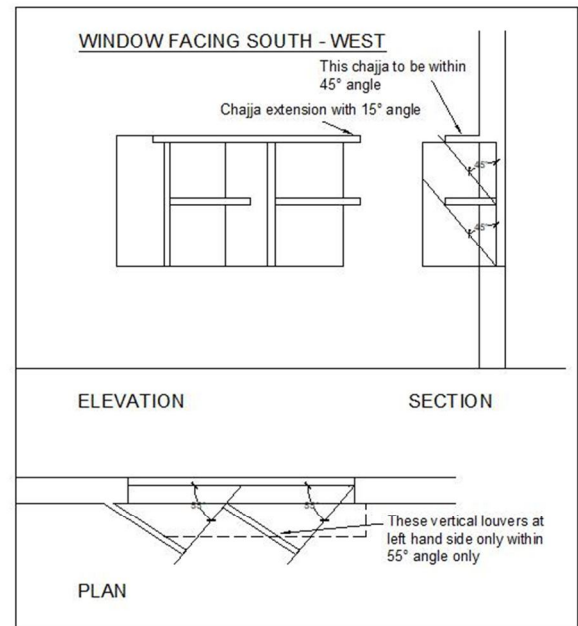 WINDOW FACING SOUTH - WEST
This chajja to be within
45° angle
Chajja extension with 15° angle
45°
45°
ELEVATION
SECTION
55°
55°
These vertical louvers at
left hand side only within
55° angle only
PLAN